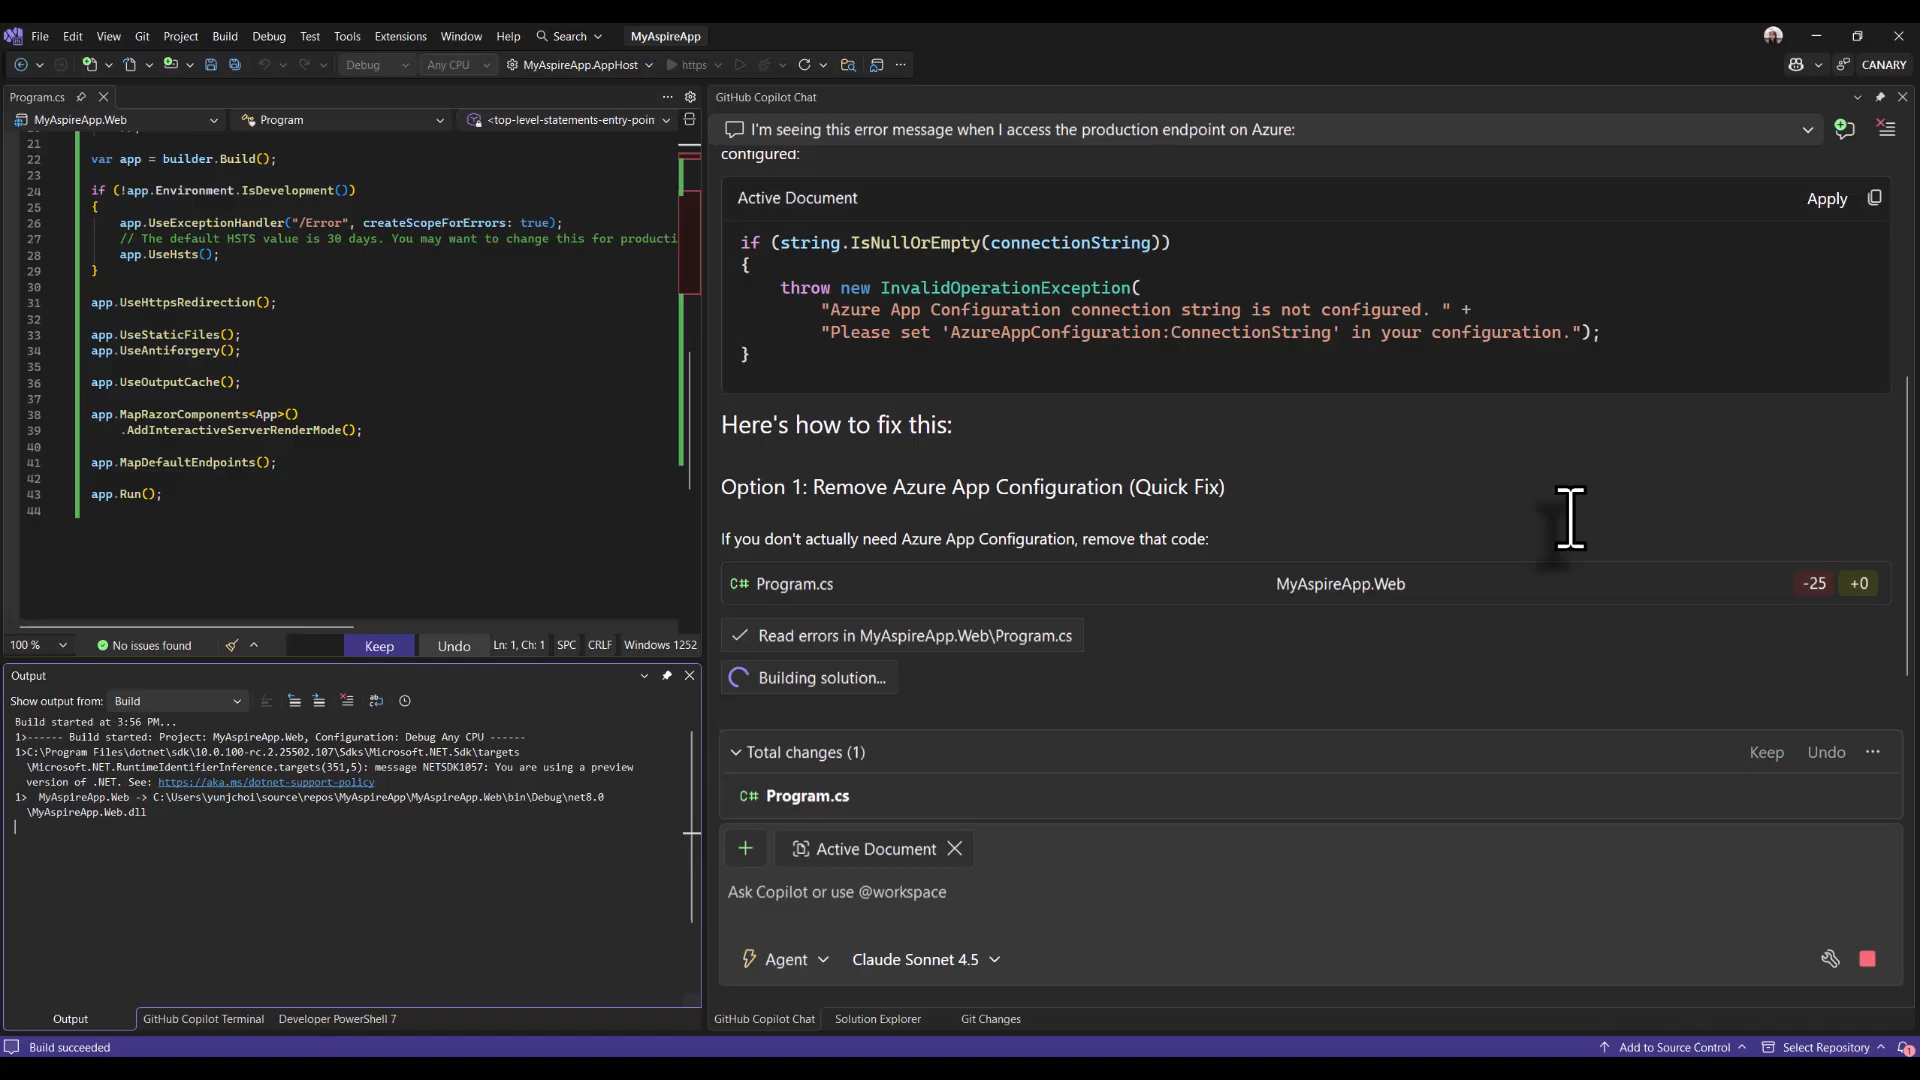 File Edit View Git Project Build Debug Test Tools Extensions Window Help Search MyAspireApp
Debug Any CPU MyAspireApp.AppHost https CANARY
Program.cs
MyAspireApp.Web Program <top-level-statements-entry-poin
21
22 var app = builder.Build();
23
24 if (!app.Environment.IsDevelopment())
25 {
26 app.UseExceptionHandler("/Error", createScopeForErrors: true);
27 // The default HSTS value is 30 days. You may want to change this for producti
28 app.UseHsts();
29 }
30
31 app.UseHttpsRedirection();
32
33 app.UseStaticFiles();
34 app.UseAntiforgery();
35
36 app.UseOutputCache();
37
38 app.MapRazorComponents<App>()
39 .AddInteractiveServerRenderMode();
40
41 app.MapDefaultEndpoints();
42
43 app.Run();
44
100 % No issues found Keep Undo Ln: 1, Ch: 1 SPC CRLF Windows 1252
Output
Show output from: Build
Build started at 3:56 PM...
1>------ Build started: Project: MyAspireApp.Web, Configuration: Debug Any CPU ------
1>C:\Program Files\dotnet\sdk\10.0.100-rc.2.25502.107\Sdks\Microsoft.NET.Sdk\targets
\Microsoft.NET.RuntimeIdentifierInference.targets(351,5): message NETSDK1057: You are using a preview
version of .NET. See: https://aka.ms/dotnet-support-policy
1> MyAspireApp.Web -> C:\Users\yunjchoi\source\repos\MyAspireApp\MyAspireApp.Web\bin\Debug\net8.0
\MyAspireApp.Web.dll
Output GitHub Copilot Terminal Developer PowerShell 7
GitHub Copilot Chat
I'm seeing this error message when I access the production endpoint on Azure:
configured:
Active Document Apply
if (string.IsNullOrEmpty(connectionString))
{
throw new InvalidOperationException(
"Azure App Configuration connection string is not configured. " +
"Please set 'AzureAppConfiguration:ConnectionString' in your configuration.");
}
Here's how to fix this:
Option 1: Remove Azure App Configuration (Quick Fix)
If you don't actually need Azure App Configuration, remove that code:
C# Program.cs MyAspireApp.Web -25 +0
Read errors in MyAspireApp.Web\Program.cs
Building solution...
Total changes (1) Keep Undo
C# Program.cs
Active Document
Ask Copilot or use @workspace
Agent Claude Sonnet 4.5
GitHub Copilot Chat Solution Explorer Git Changes
Build succeeded Add to Source Control Select Repository 1